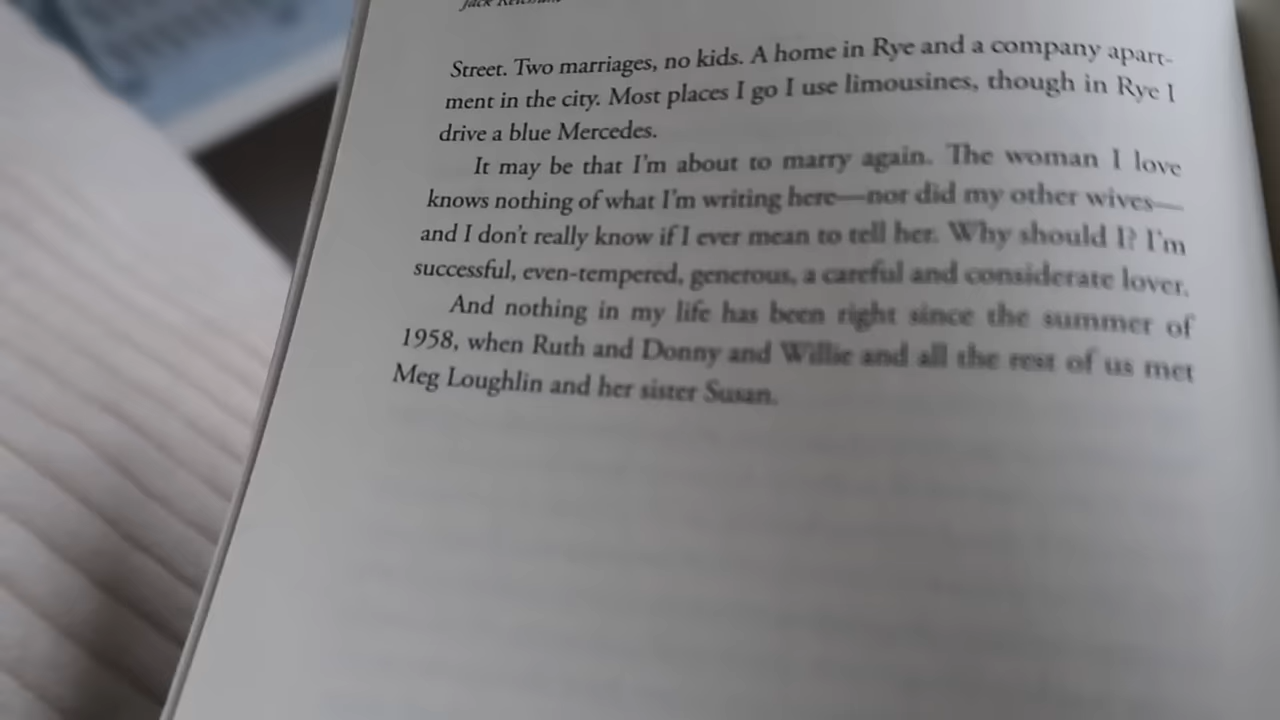 Jack Ketchum
Street. Two marriages, no kids. A home in Rye and a company apart-
ment in the city. Most places I go I use limousines, though in Rye I
drive a blue Mercedes.
It may be that I'm about to marry again. The woman I love
knows nothing of what I'm writing here—nor did my other wives—
and I don't really know if I ever mean to tell her. Why should I? I'm
successful, even-tempered, generous, a careful and considerate lover.
And nothing in my life has been right since the summer of
1958, when Ruth and Donny and Willie and all the rest of us met
Meg Loughlin and her sister Susan.